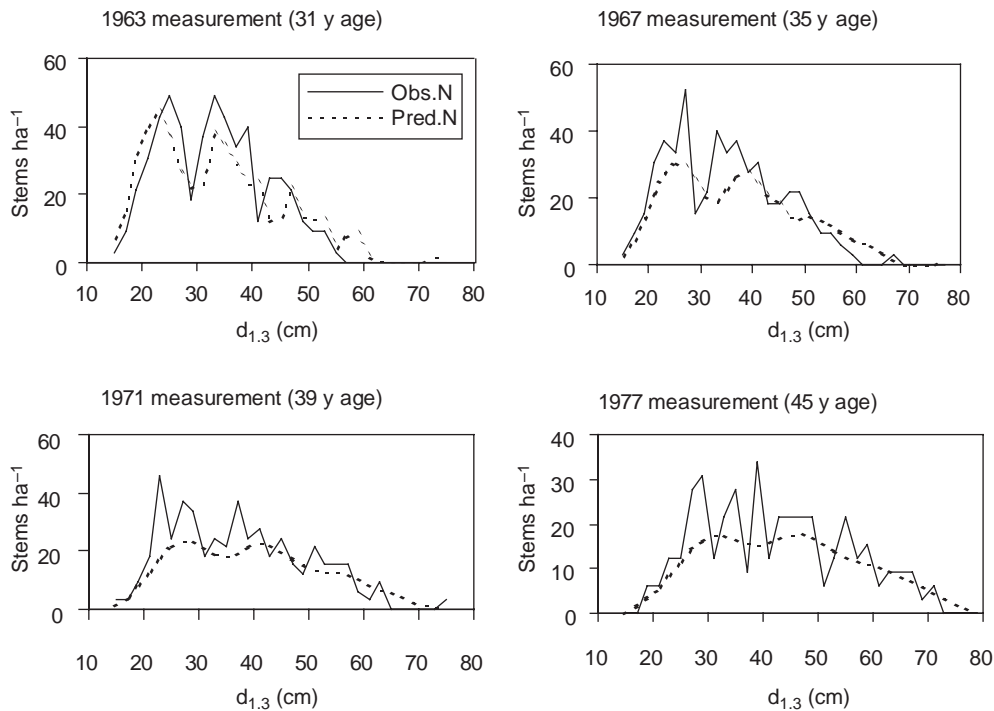 1963 measurement (31 y age)
60
40
20
0
Stems ha⁻¹
Obs.N
Pred.N
10 20 30 40 50 60 70 80
d₁.₃ (cm)
1967 measurement (35 y age)
60
40
20
0
Stems ha⁻¹
10 20 30 40 50 60 70 80
d₁.₃ (cm)
1971 measurement (39 y age)
60
40
20
0
Stems ha⁻¹
10 20 30 40 50 60 70 80
d₁.₃ (cm)
1977 measurement (45 y age)
40
30
20
10
0
Stems ha⁻¹
10 20 30 40 50 60 70 80
d₁.₃ (cm)